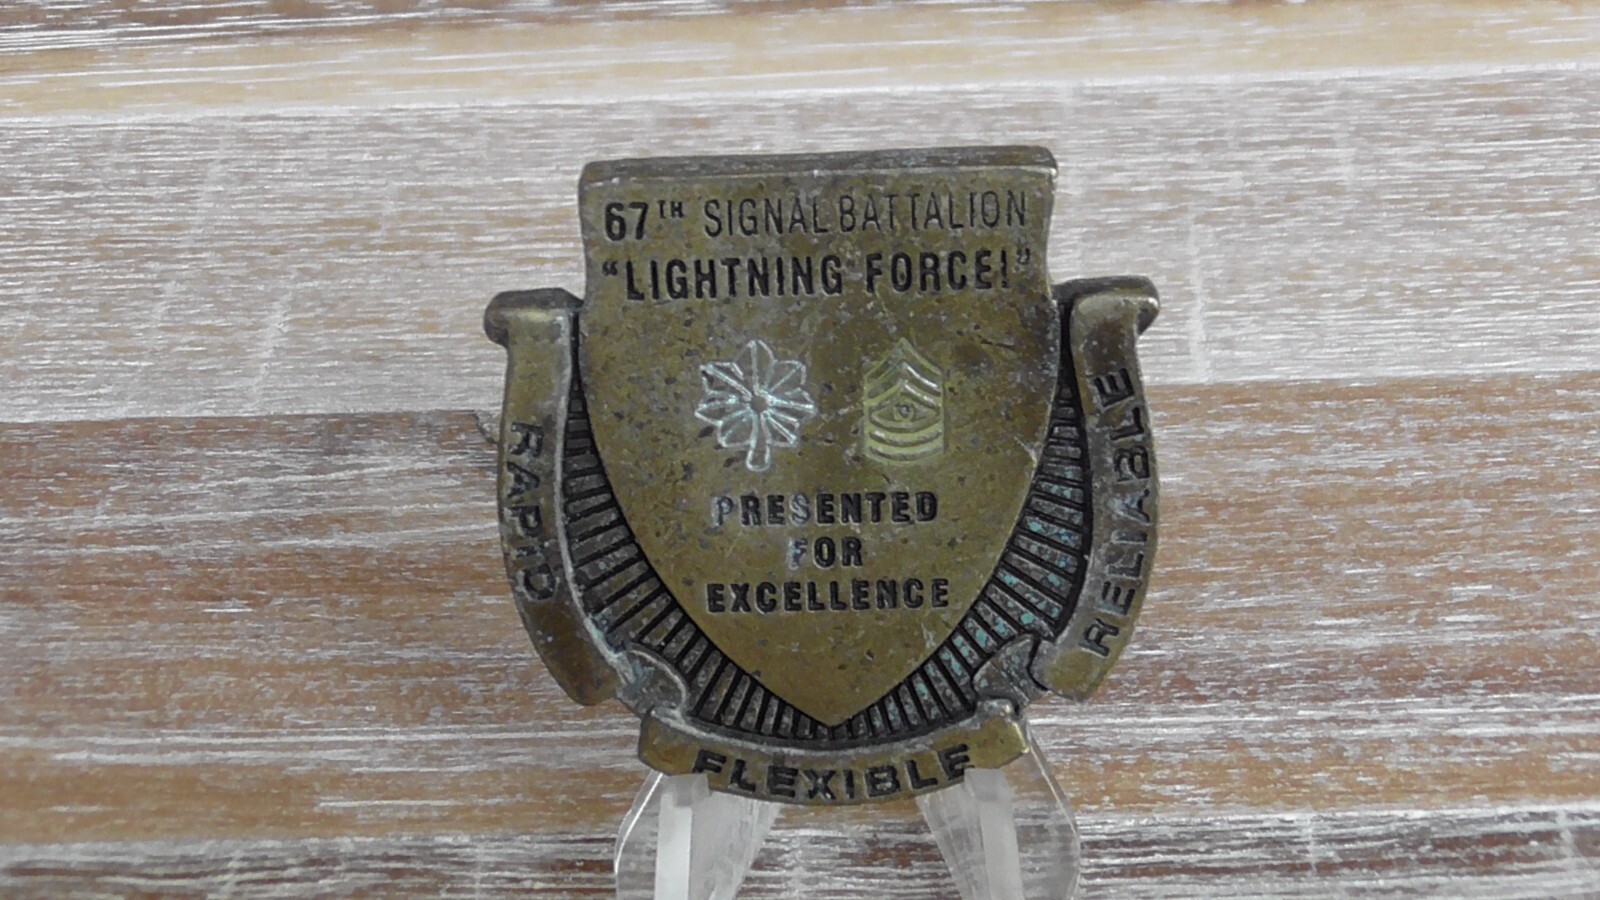 67TH SIGNAL BATTALION
"LIGHTNING FORCE!"
PRESENTED
FOR
EXCELLENCE
RAPID
FLEXIBLE
RELIABLE